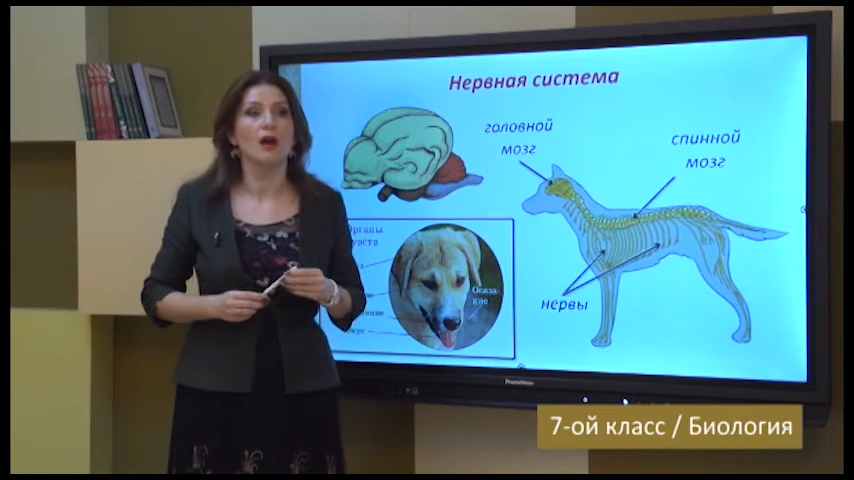 Нервная система
головной
мозг
спинной
мозг
нервы
Органы
чувств
Осяза-
ние
7-ой класс / Биология